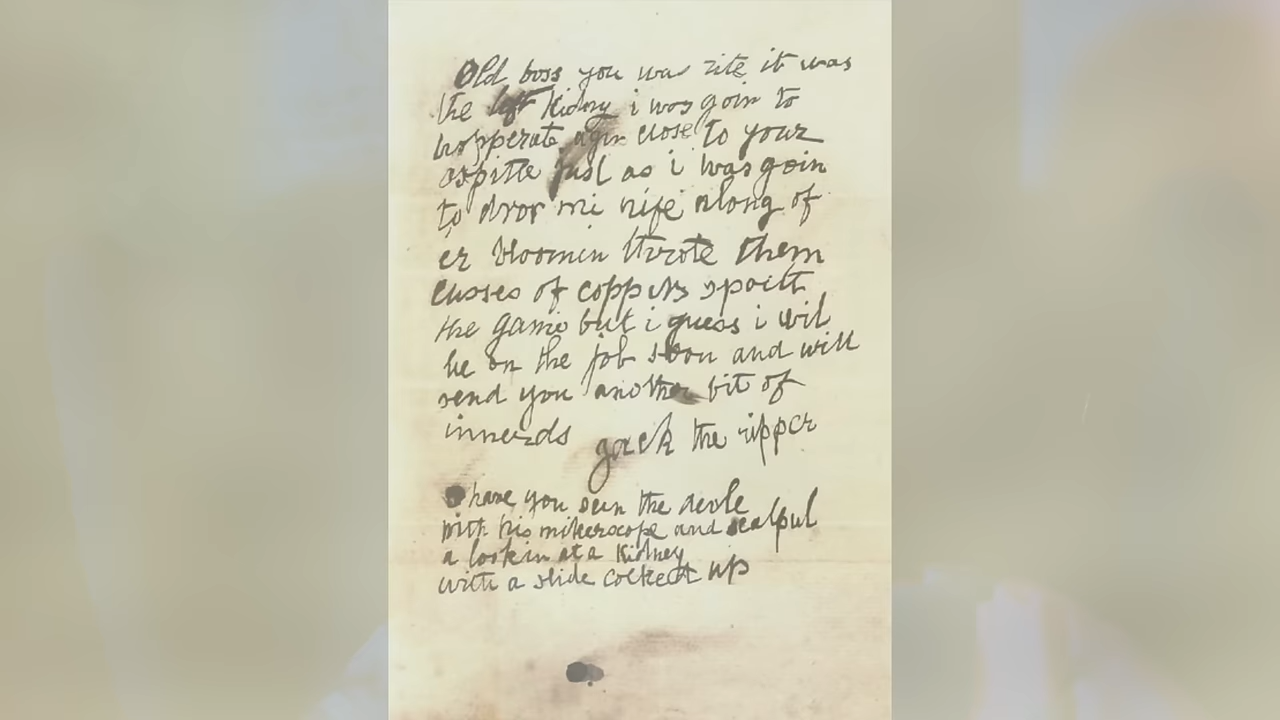 Old boss you was rite it was
the left kidny i was goin to
hopperate agin close to your
ospitle just as i was goin
to dror mi nife along of
er bloomin throte them
cusses of coppers spoilt
the game but i guess i wil
be on the job soon and will
send you another bit of
innerds Jack the ripper
O have you seen the devle
with his mikerscope and scalpul
a lookin at a Kidney
with a slide cocked up